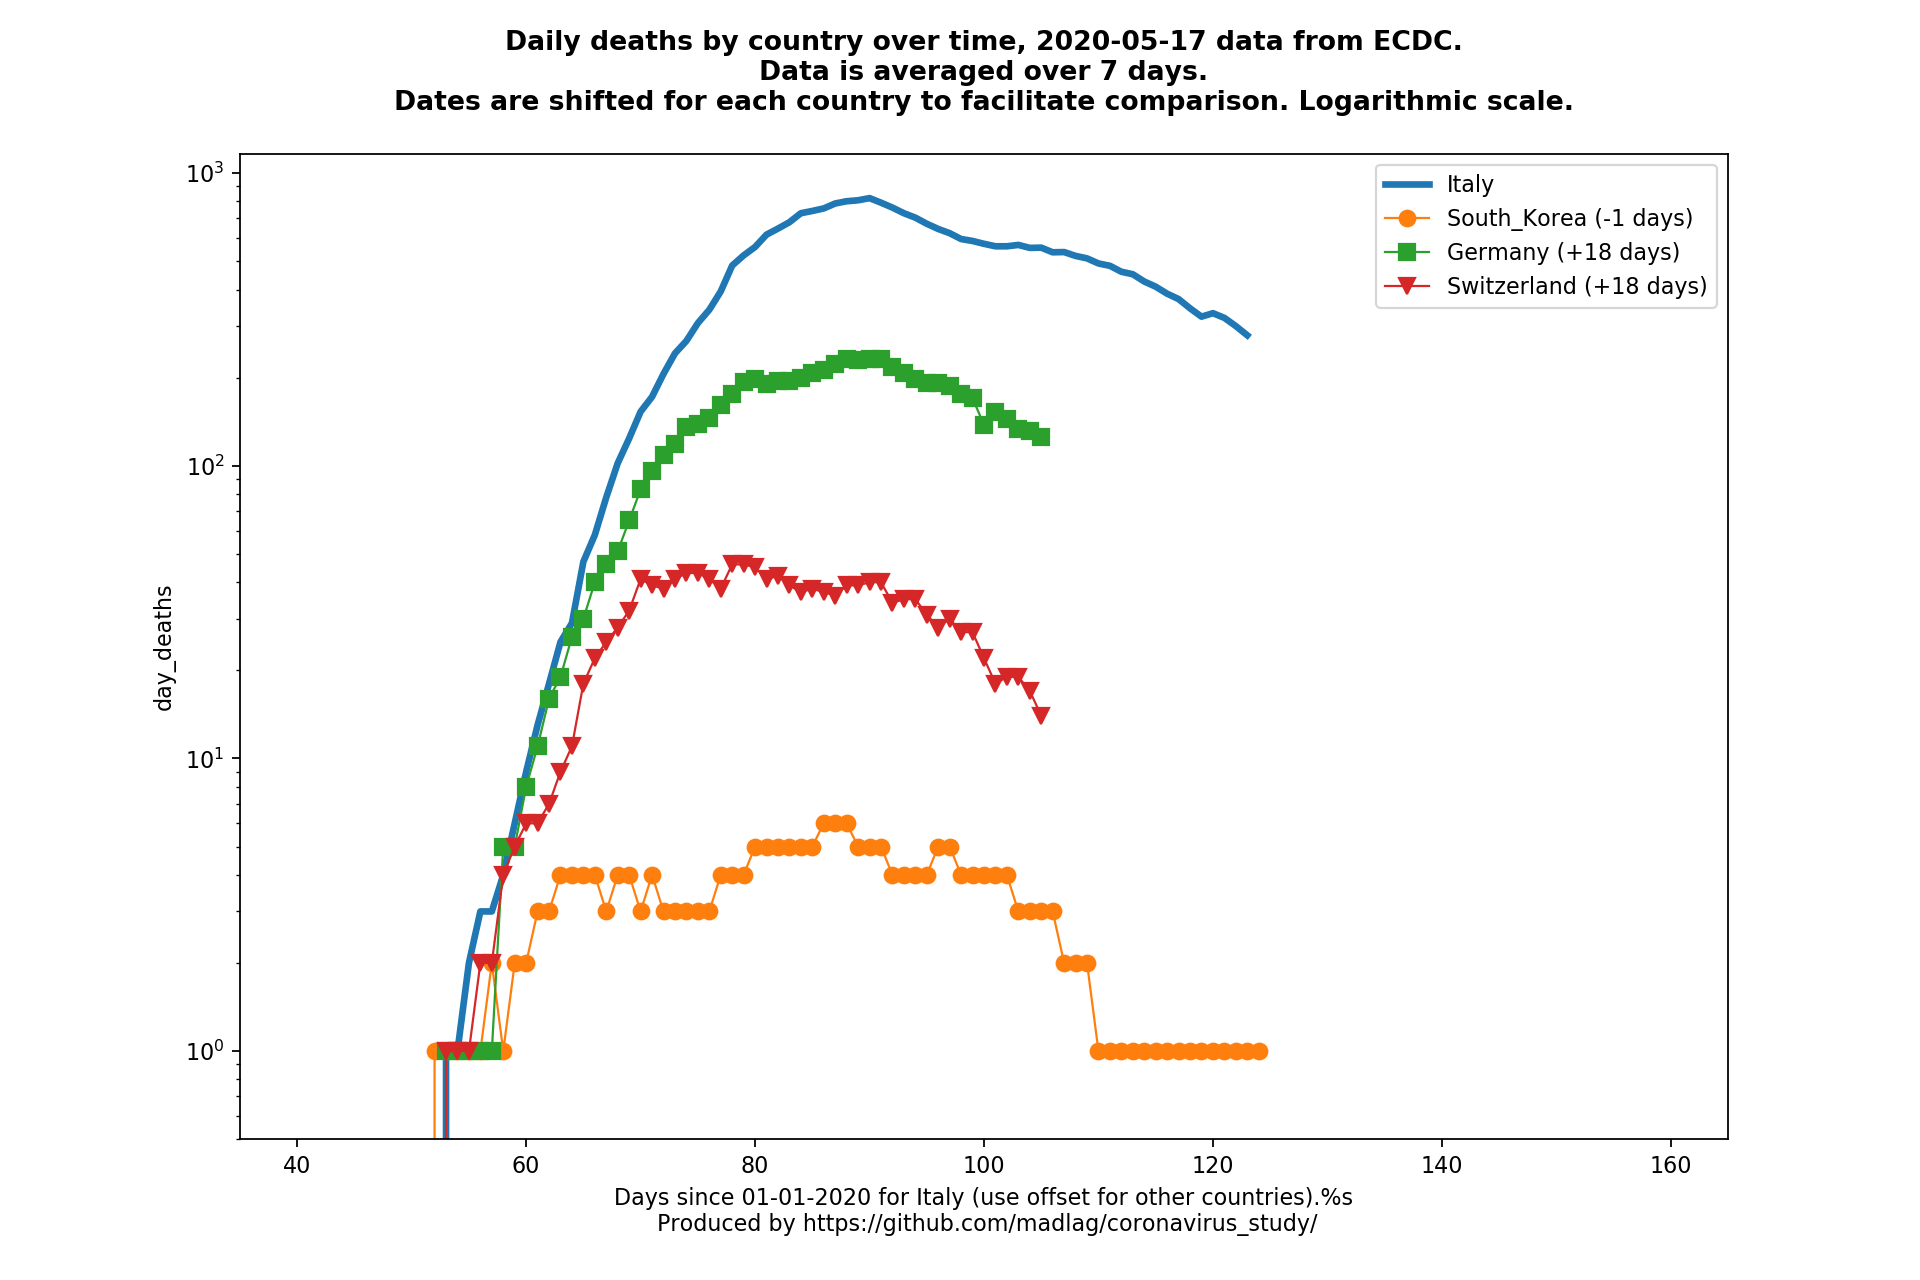 Daily deaths by country over time, 2020-05-17 data from ECDC.
Data is averaged over 7 days.
Dates are shifted for each country to facilitate comparison. Logarithmic scale.
10³
10²
10¹
10⁰
day_deaths
Italy
South_Korea (-1 days)
Germany (+18 days)
Switzerland (+18 days)
40 60 80 100 120 140 160
Days since 01-01-2020 for Italy (use offset for other countries).%s
Produced by https://github.com/madlag/coronavirus_study/